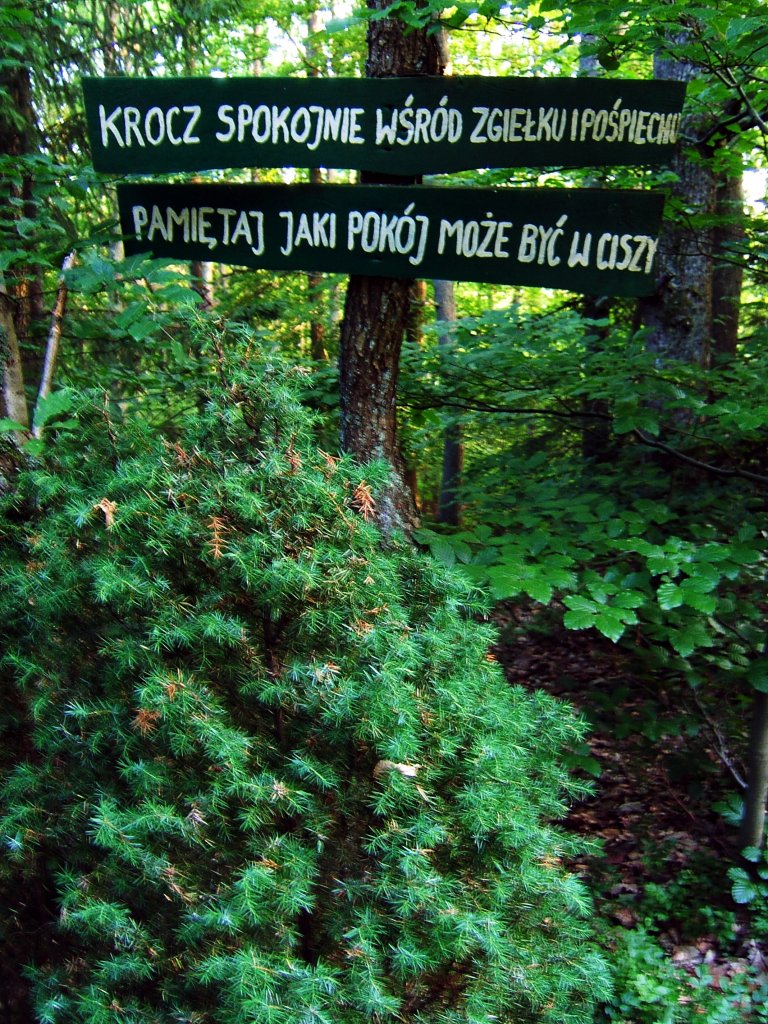 KROCZ SPOKOJNIE WŚRÓD ZGIEŁKU I POŚPIECHU
PAMIĘTAJ JAKI POKÓJ MOŻE BYĆ W CISZY